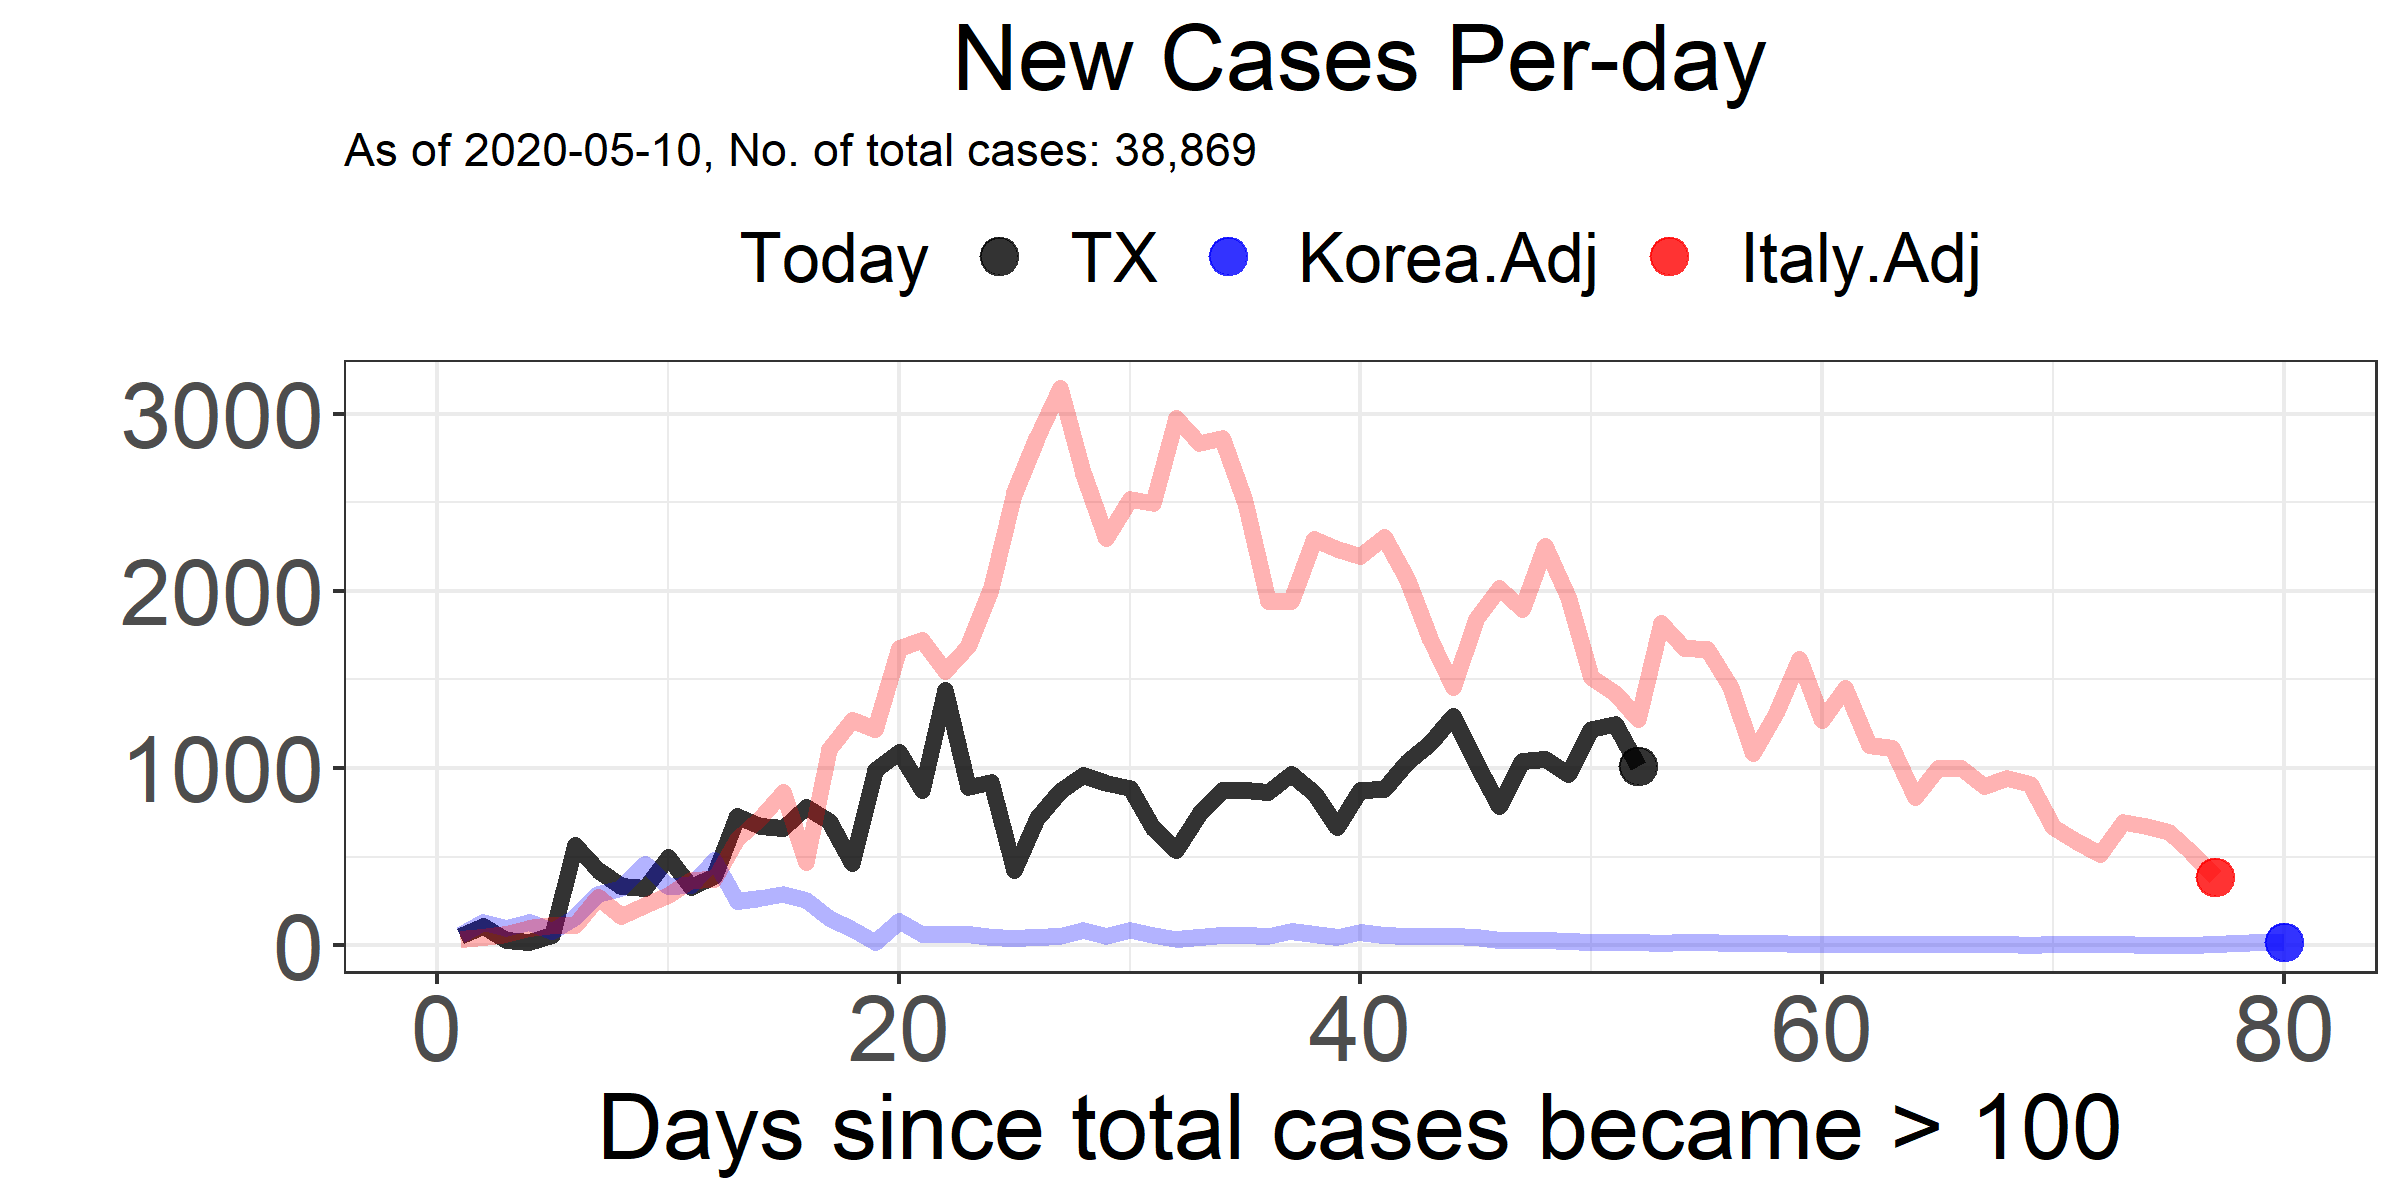 New Cases Per-day
As of 2020-05-10, No. of total cases: 38,869
Today TX Korea.Adj Italy.Adj
3000
2000
1000
0
0 20 40 60 80
Days since total cases became > 100